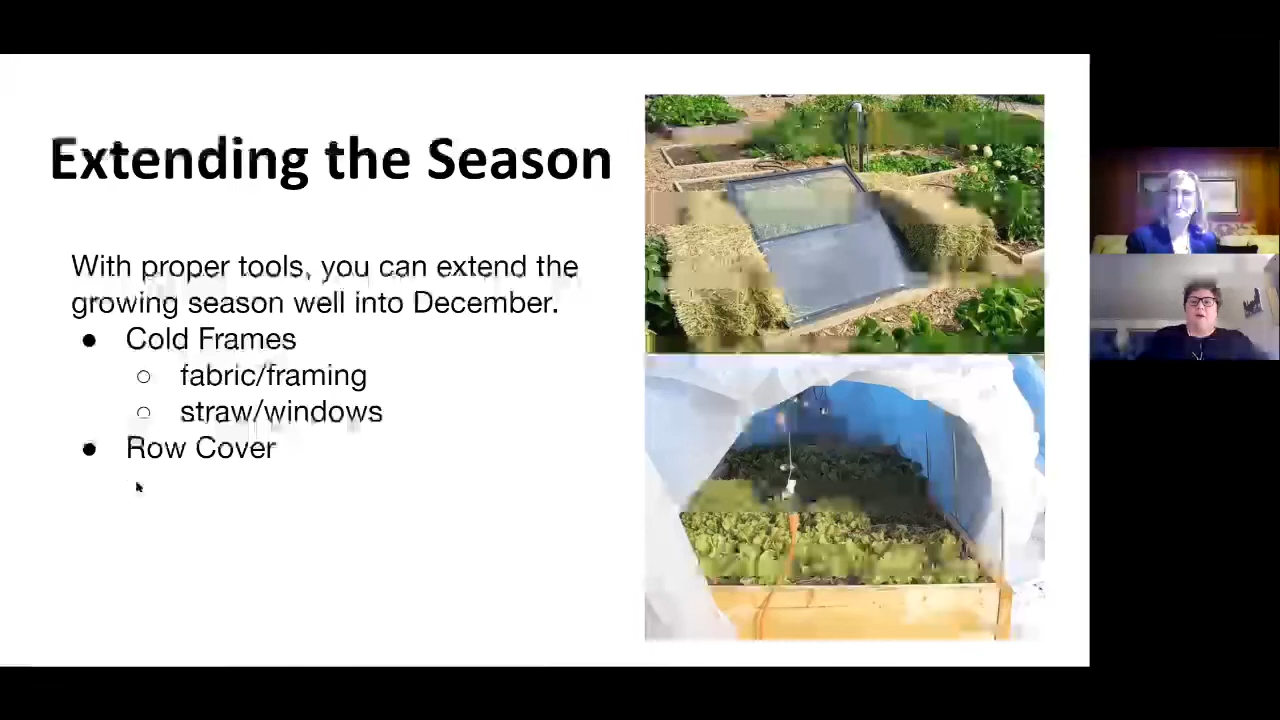 Extending the Season
With proper tools, you can extend the
growing season well into December.
● Cold Frames
○ fabric/framing
○ straw/windows
● Row Cover